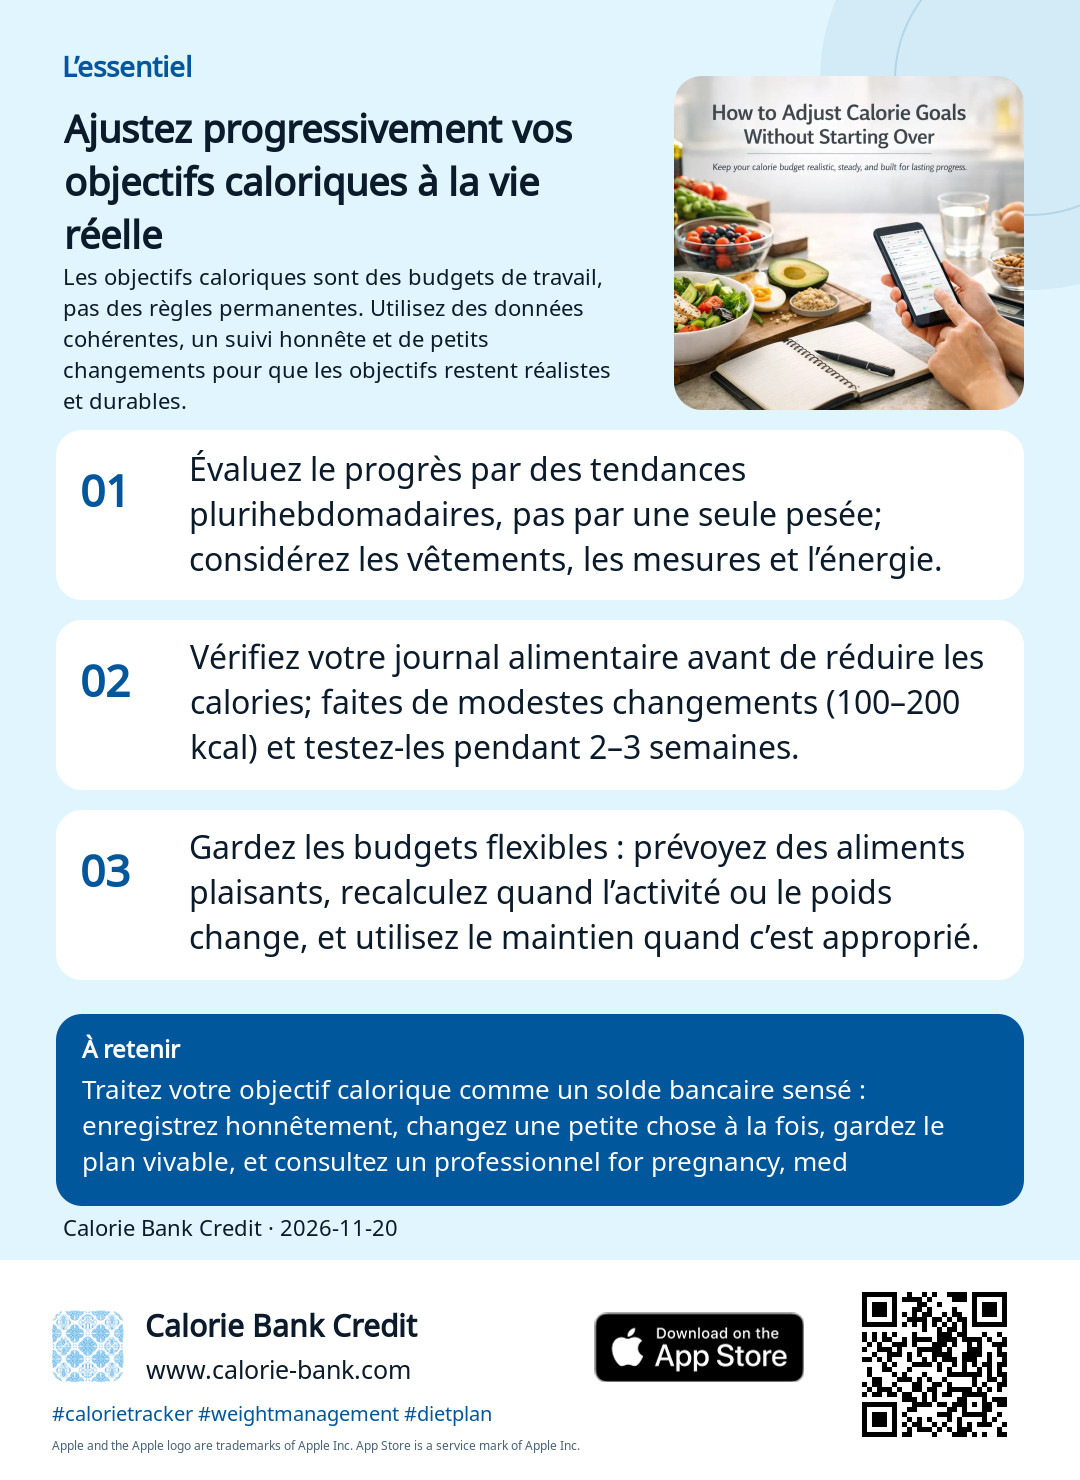 L’essentiel
Ajustez progressivement vos
objectifs caloriques à la vie
réelle
Les objectifs caloriques sont des budgets de travail,
pas des règles permanentes. Utilisez des données
cohérentes, un suivi honnête et de petits
changements pour que les objectifs restent réalistes
et durables.
How to Adjust Calorie Goals
Without Starting Over
Keep your calorie budget realistic, steady, and built for lasting progress.
01
Évaluez le progrès par des tendances
plurihebdomadaires, pas par une seule pesée;
considérez les vêtements, les mesures et l’énergie.
02
Vérifiez votre journal alimentaire avant de réduire les
calories; faites de modestes changements (100–200
kcal) et testez-les pendant 2–3 semaines.
03
Gardez les budgets flexibles : prévoyez des aliments
plaisants, recalculez quand l’activité ou le poids
change, et utilisez le maintien quand c’est approprié.
À retenir
Traitez votre objectif calorique comme un solde bancaire sensé :
enregistrez honnêtement, changez une petite chose à la fois, gardez le
plan vivable, et consultez un professionnel for pregnancy, med
Calorie Bank Credit · 2026-11-20
Calorie Bank Credit
www.calorie-bank.com
Download on the
App Store
#calorietracker #weightmanagement #dietplan
Apple and the Apple logo are trademarks of Apple Inc. App Store is a service mark of Apple Inc.